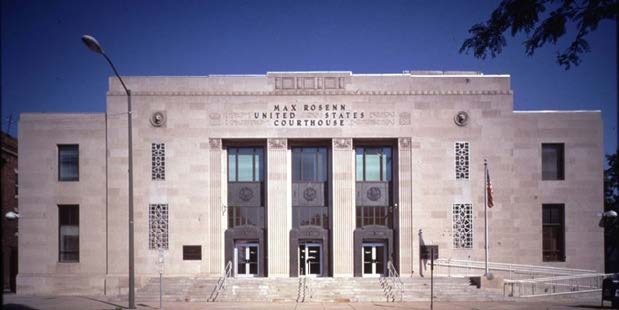 MAX ROSENN
UNITED STATES
COURTHOUSE